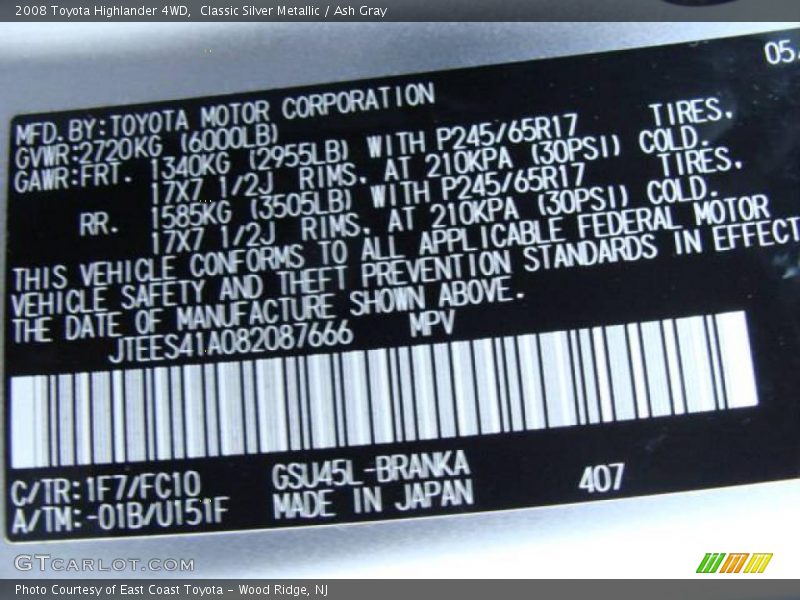 2008 Toyota Highlander 4WD,  Classic Silver Metallic / Ash Gray
05
MFD. BY: TOYOTA MOTOR CORPORATION
GVWR: 2720KG (6000LB)
GAWR: FRT. 1340KG (2955LB) WITH P245/65R17 TIRES.
17X7 1/2J RIMS. AT 210KPA (30PSI) COLD.
RR. 1585KG (3505LB) WITH P245/65R17 TIRES.
17X7 1/2J RIMS. AT 210KPA (30PSI) COLD.
THIS VEHICLE CONFORMS TO ALL APPLICABLE FEDERAL MOTOR
VEHICLE SAFETY AND THEFT PREVENTION STANDARDS IN EFFECT
THE DATE OF MANUFACTURE SHOWN ABOVE.
JTEES41A082087666 MPV
C/TR: 1F7/FC10 GSU45L-BRANKA 407
A/TM: -01B/U151F MADE IN JAPAN
GTCARLOT.COM
Photo Courtesy of East Coast Toyota - Wood Ridge, NJ